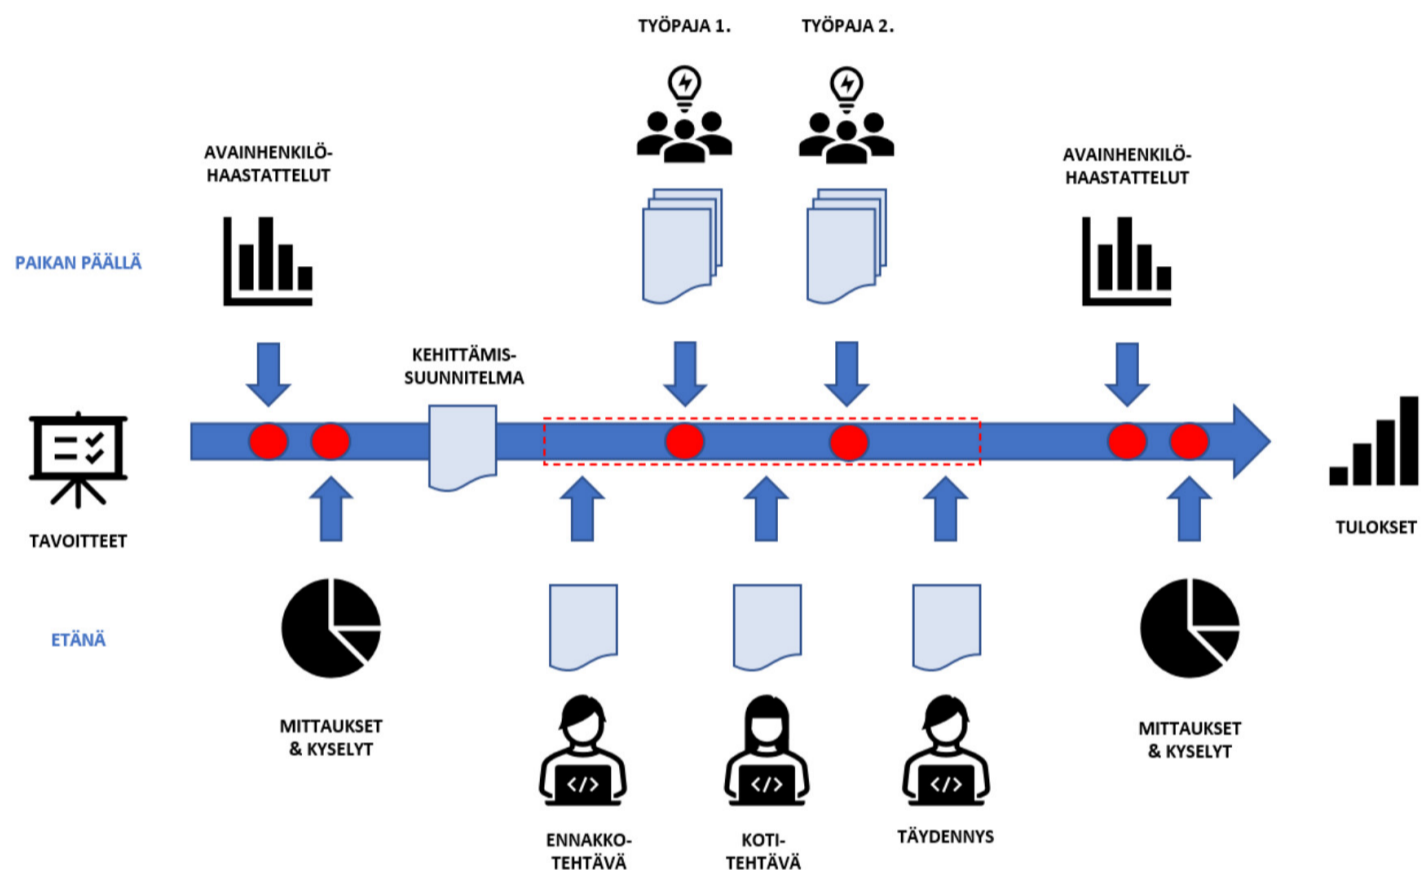 TYÖPAJA 1.
TYÖPAJA 2.
AVAINHENKILÖ-
HAASTATTELUT
AVAINHENKILÖ-
HAASTATTELUT
PAIKAN PÄÄLLÄ
KEHITTÄMIS-
SUUNNITELMA
TAVOITTEET
TULOKSET
ETÄNÄ
MITTAUKSET
& KYSELYT
MITTAUKSET
& KYSELYT
</>
</>
</>
ENNAKKO-
TEHTÄVÄ
KOTI-
TEHTÄVÄ
TÄYDENNYS